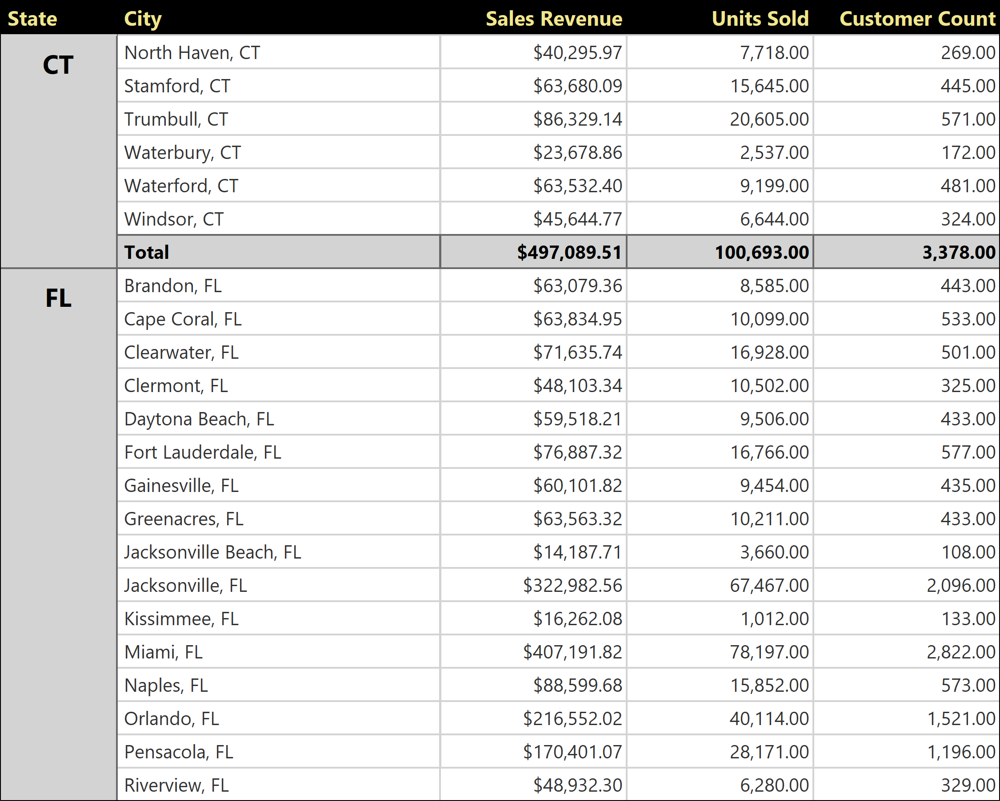 State City Sales Revenue Units Sold Customer Count
CT North Haven, CT $40,295.97 7,718.00 269.00
Stamford, CT $63,680.09 15,645.00 445.00
Trumbull, CT $86,329.14 20,605.00 571.00
Waterbury, CT $23,678.86 2,537.00 172.00
Waterford, CT $63,532.40 9,199.00 481.00
Windsor, CT $45,644.77 6,644.00 324.00
Total $497,089.51 100,693.00 3,378.00
FL Brandon, FL $63,079.36 8,585.00 443.00
Cape Coral, FL $63,834.95 10,099.00 533.00
Clearwater, FL $71,635.74 16,928.00 501.00
Clermont, FL $48,103.34 10,502.00 325.00
Daytona Beach, FL $59,518.21 9,506.00 433.00
Fort Lauderdale, FL $76,887.32 16,766.00 577.00
Gainesville, FL $60,101.82 9,454.00 435.00
Greenacres, FL $63,563.32 10,211.00 433.00
Jacksonville Beach, FL $14,187.71 3,660.00 108.00
Jacksonville, FL $322,982.56 67,467.00 2,096.00
Kissimmee, FL $16,262.08 1,012.00 133.00
Miami, FL $407,191.82 78,197.00 2,822.00
Naples, FL $88,599.68 15,852.00 573.00
Orlando, FL $216,552.02 40,114.00 1,521.00
Pensacola, FL $170,401.07 28,171.00 1,196.00
Riverview, FL $48,932.30 6,280.00 329.00